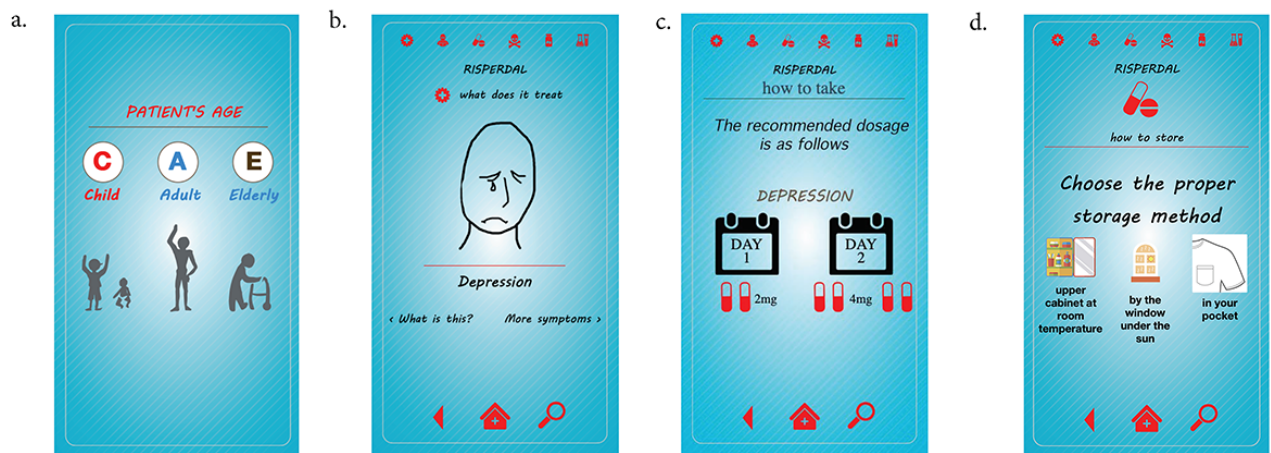 a.
PATIENT'S AGE
C A E
Child Adult Elderly
b.
RISPERDAL
what does it treat
Depression
‹ What is this? More symptoms ›
c.
RISPERDAL
how to take
The recommended dosage
is as follows
DEPRESSION
DAY
1
DAY
2
2mg 4mg
d.
RISPERDAL
how to store
Choose the proper
storage method
upper
cabinet at
room
temperature
by the
window
under the
sun
in your
pocket